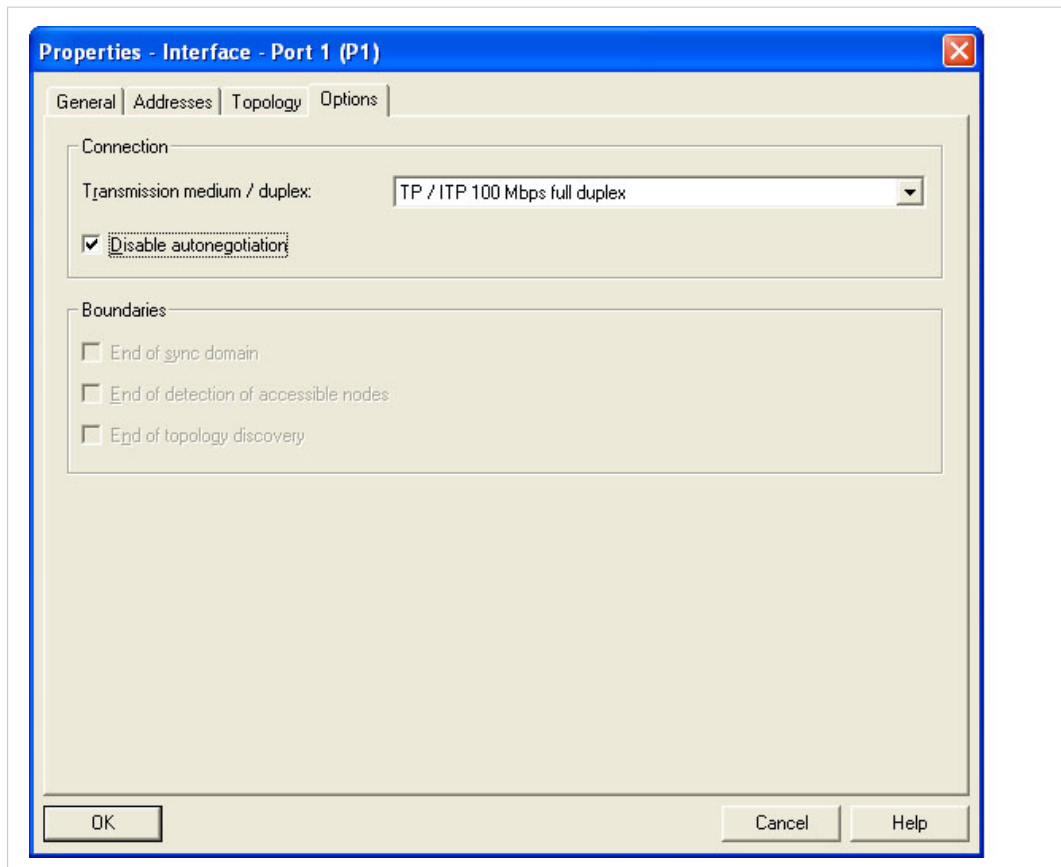 Properties - Interface - Port 1 (P1)
General Addresses Topology Options
Connection
Transmission medium / duplex: TP / ITP 100 Mbps full duplex
Disable autonegotiation
Boundaries
End of sync domain
End of detection of accessible nodes
End of topology discovery
OK Cancel Help